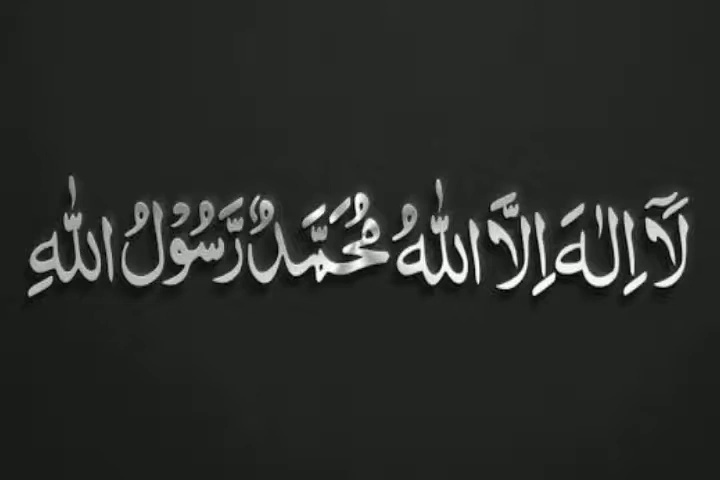 لَآ اِلٰهَ اِلَّا اللّٰهُ مُحَمَّدٌ رَّسُوْلُ اللّٰهِ